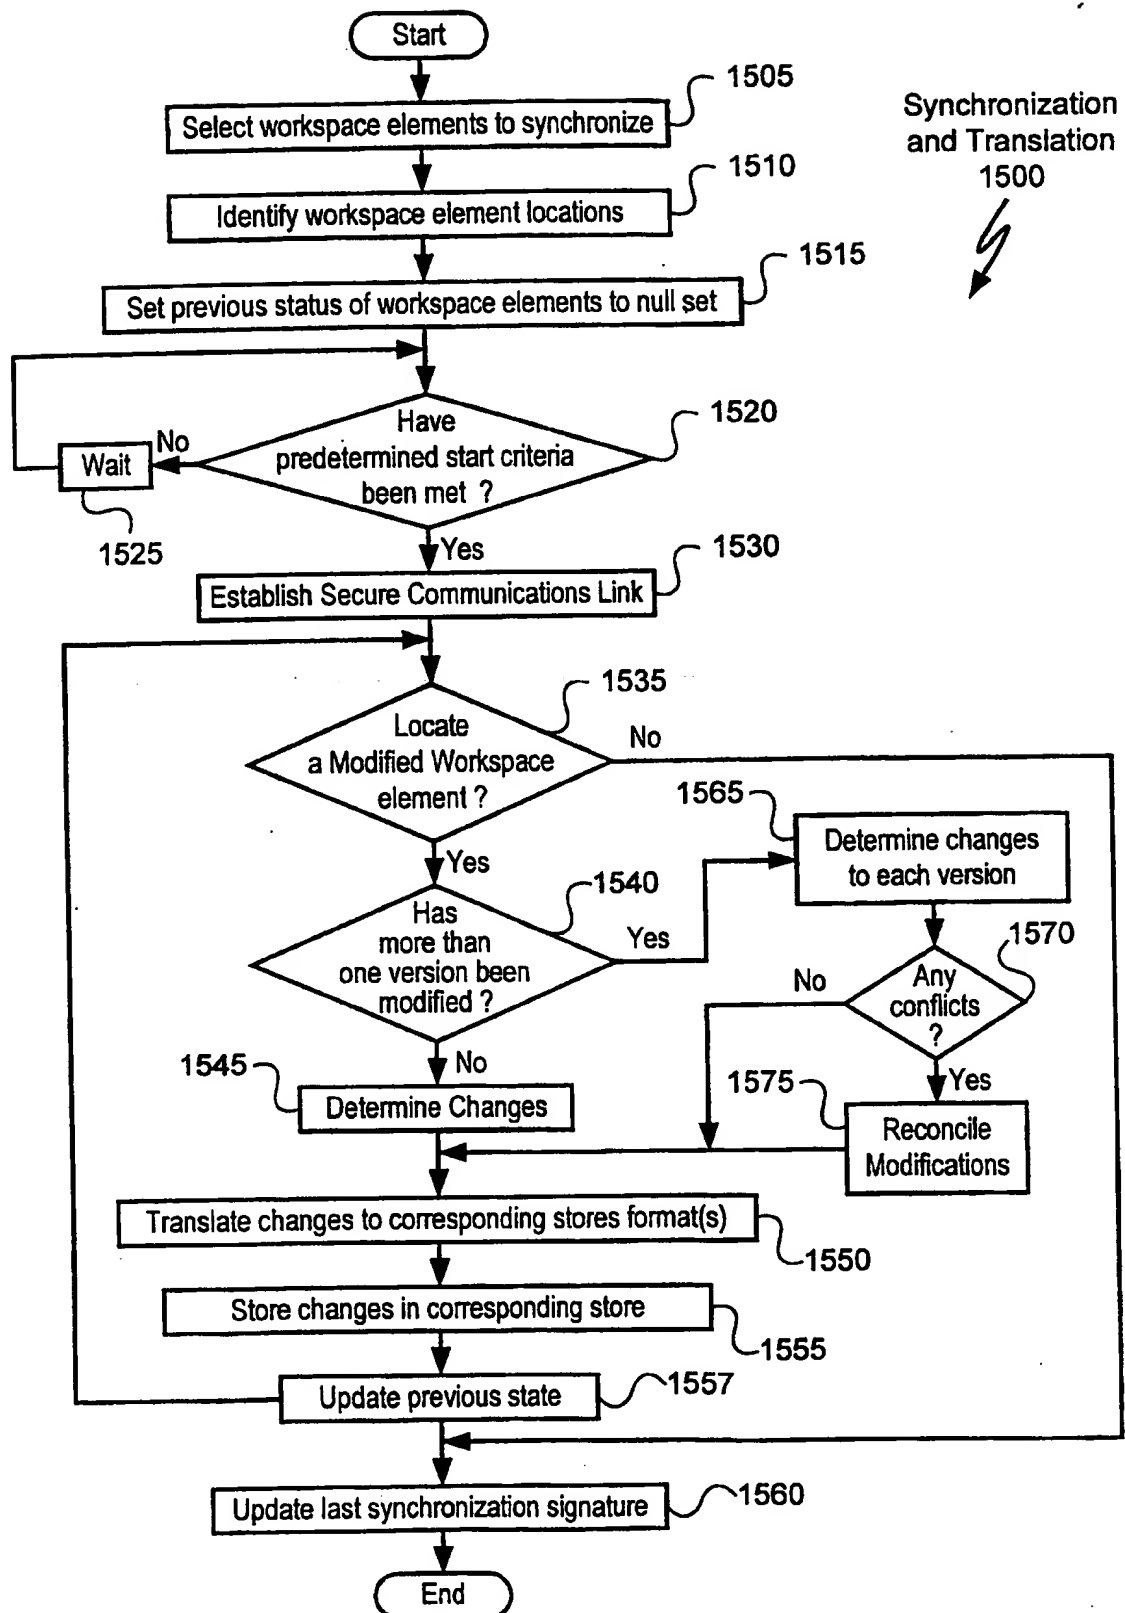 Start
1505
Select workspace elements to synchronize
Synchronization
and Translation
1500
1510
Identify workspace element locations
1515
Set previous status of workspace elements to null set
1520
Have
predetermined start criteria
been met ?
No
Wait
1525
Yes
1530
Establish Secure Communications Link
1535
Locate
a Modified Workspace
element ?
No
Yes
1565
Determine changes
to each version
1540
Has
more than
one version been
modified ?
Yes
1570
Any
conflicts
?
No
Yes
1545
No
Determine Changes
1575
Reconcile
Modifications
Translate changes to corresponding stores format(s)
1550
Store changes in corresponding store
1555
Update previous state
1557
Update last synchronization signature
1560
End